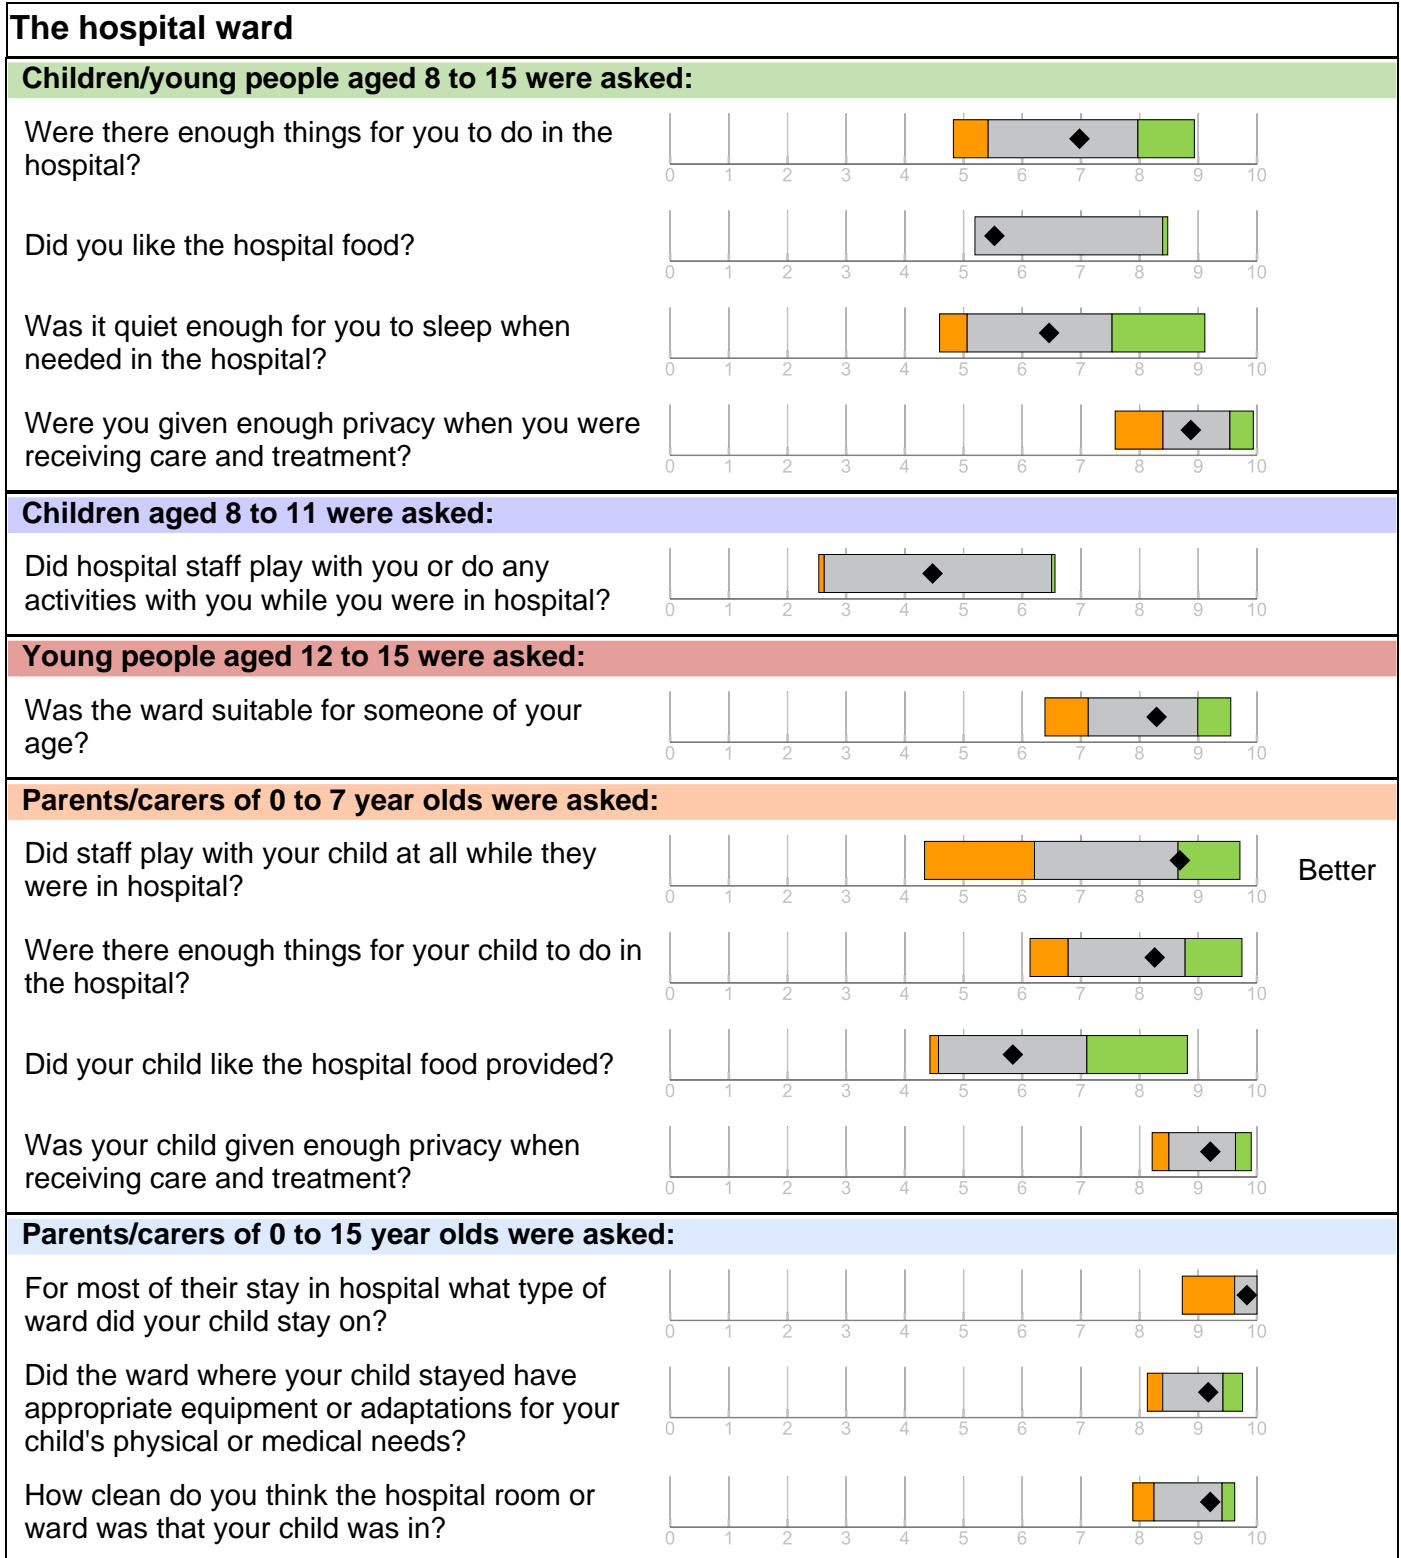 The hospital ward
Children/young people aged 8 to 15 were asked:
Were there enough things for you to do in the
hospital?
0 1 2 3 4 5 6 7 8 9 10
Did you like the hospital food?
0 1 2 3 4 5 6 7 8 9 10
Was it quiet enough for you to sleep when
needed in the hospital?
0 1 2 3 4 5 6 7 8 9 10
Were you given enough privacy when you were
receiving care and treatment?
0 1 2 3 4 5 6 7 8 9 10
Children aged 8 to 11 were asked:
Did hospital staff play with you or do any
activities with you while you were in hospital?
0 1 2 3 4 5 6 7 8 9 10
Young people aged 12 to 15 were asked:
Was the ward suitable for someone of your
age?
0 1 2 3 4 5 6 7 8 9 10
Parents/carers of 0 to 7 year olds were asked:
Did staff play with your child at all while they
were in hospital?
Better
0 1 2 3 4 5 6 7 8 9 10
Were there enough things for your child to do in
the hospital?
0 1 2 3 4 5 6 7 8 9 10
Did your child like the hospital food provided?
0 1 2 3 4 5 6 7 8 9 10
Was your child given enough privacy when
receiving care and treatment?
0 1 2 3 4 5 6 7 8 9 10
Parents/carers of 0 to 15 year olds were asked:
For most of their stay in hospital what type of
ward did your child stay on?
0 1 2 3 4 5 6 7 8 9 10
Did the ward where your child stayed have
appropriate equipment or adaptations for your
child's physical or medical needs?
0 1 2 3 4 5 6 7 8 9 10
How clean do you think the hospital room or
ward was that your child was in?
0 1 2 3 4 5 6 7 8 9 10